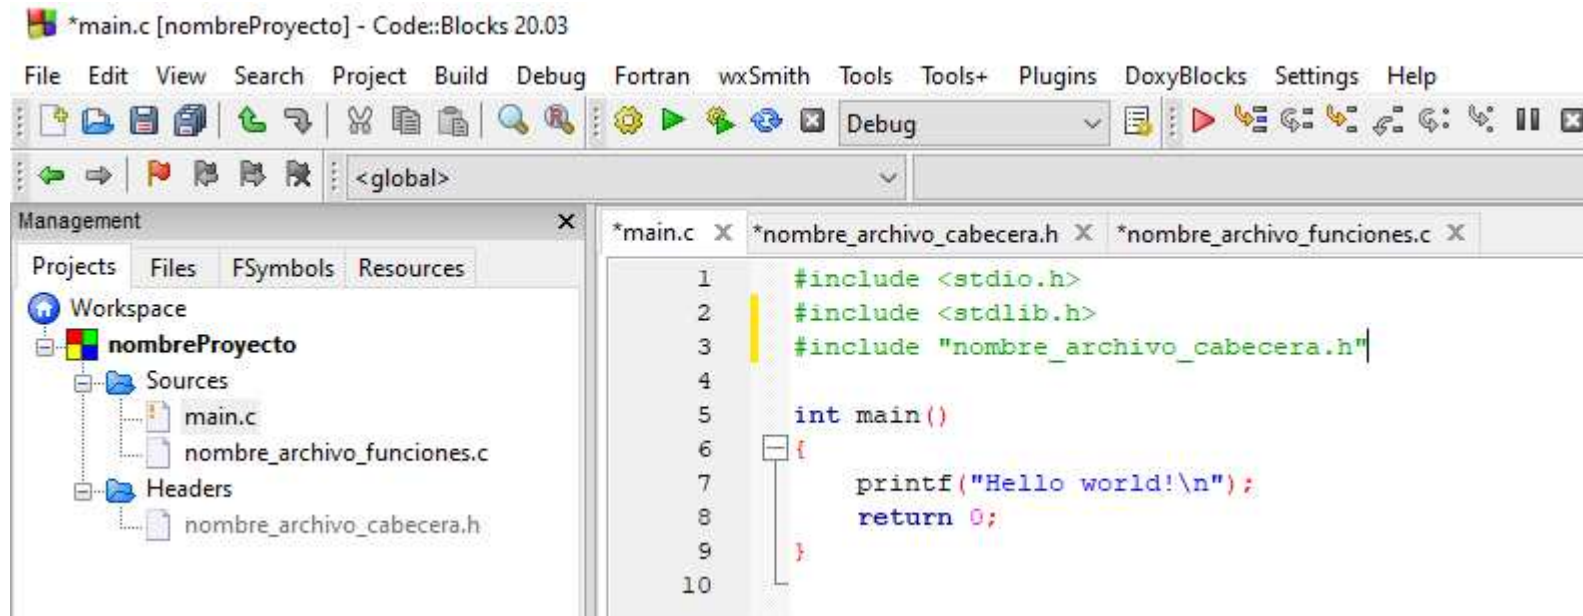 *main.c [nombreProyecto] - Code::Blocks 20.03
File Edit View Search Project Build Debug Fortran wxSmith Tools Tools+ Plugins DoxyBlocks Settings Help
Debug
<global>
Management
Projects Files FSymbols Resources
Workspace
nombreProyecto
Sources
main.c
nombre_archivo_funciones.c
Headers
nombre_archivo_cabecera.h
*main.c *nombre_archivo_cabecera.h *nombre_archivo_funciones.c
1 #include <stdio.h>
2 #include <stdlib.h>
3 #include "nombre_archivo_cabecera.h"
4
5 int main()
6 {
7 printf("Hello world!\n");
8 return 0;
9 }
10